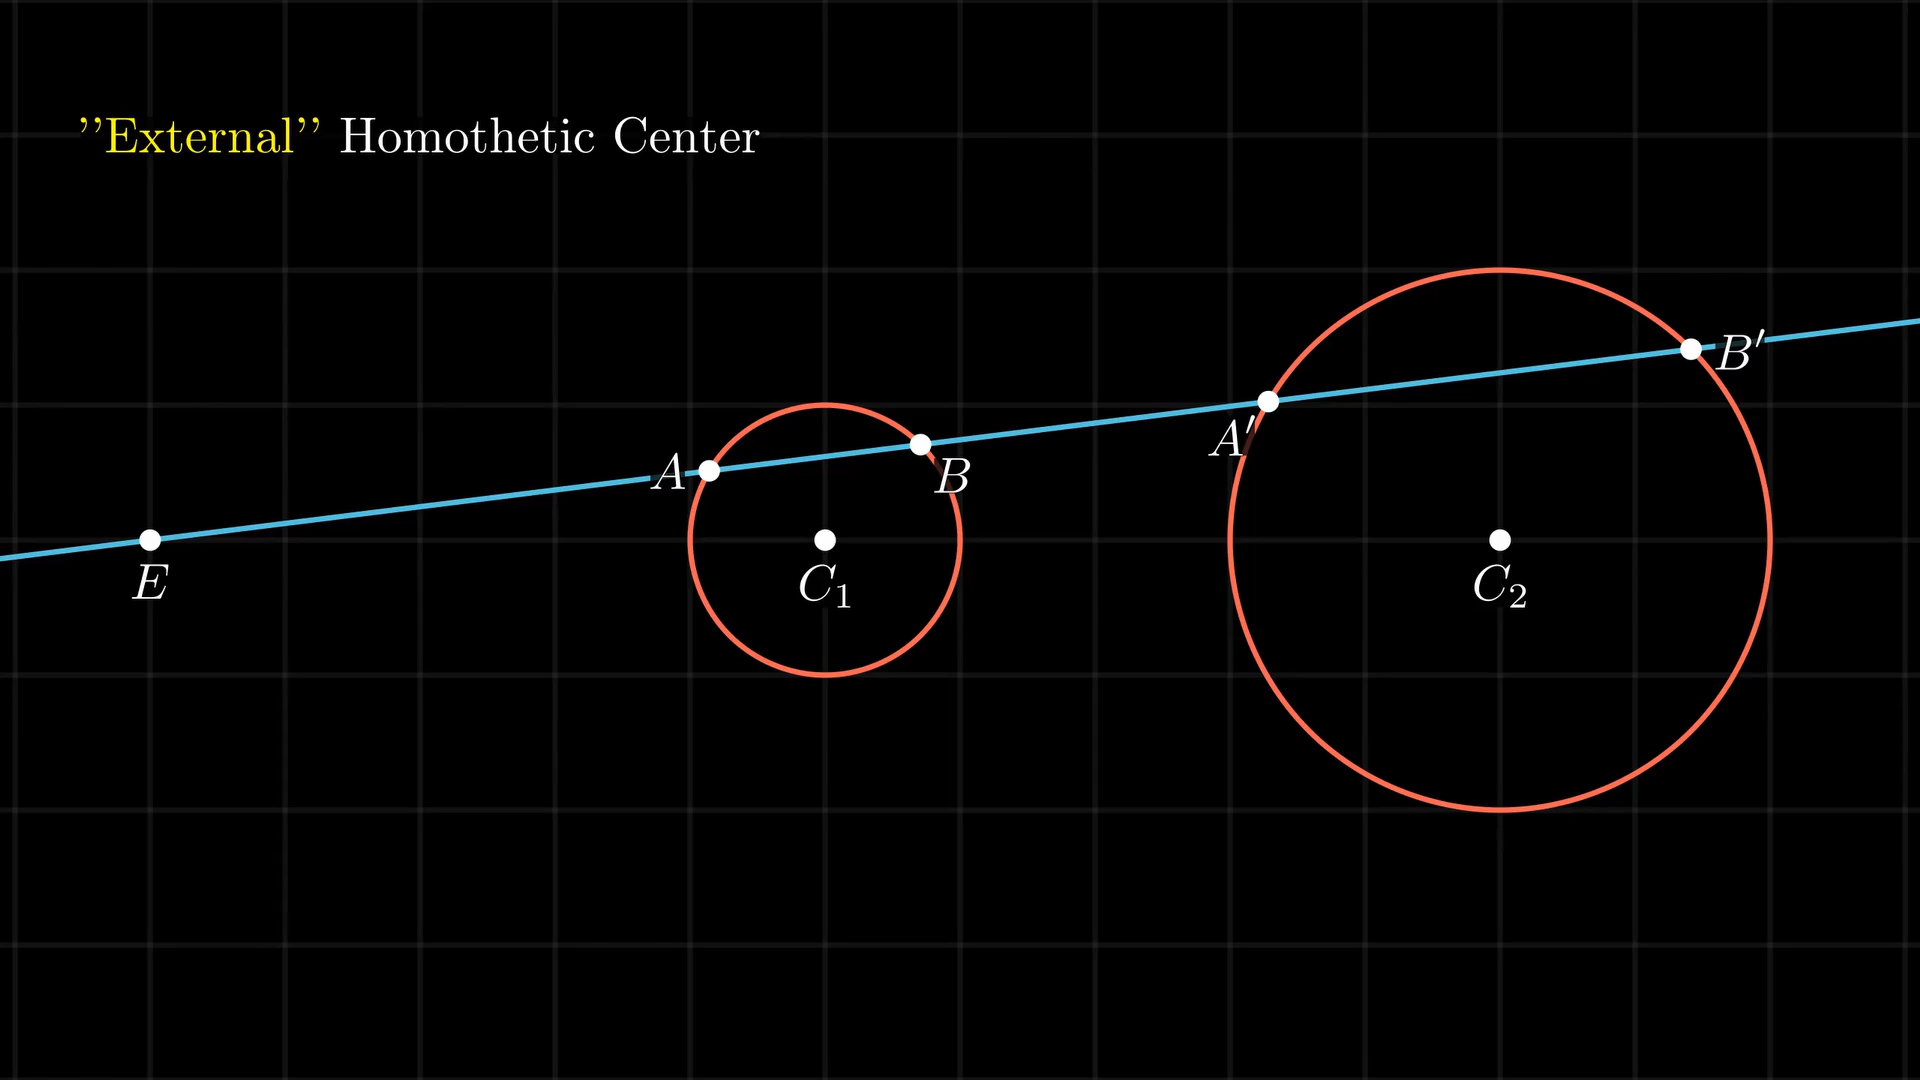 ”External” Homothetic Center
B′
A′
A
B
E
C₁
C₂